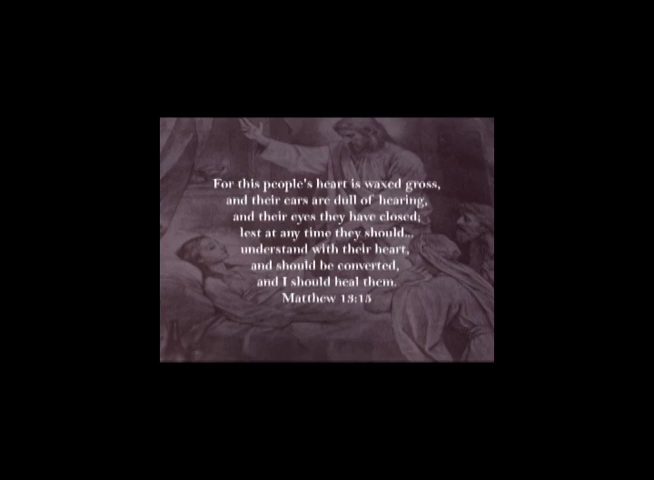 For this people's heart is waxed gross,
and their ears are dull of hearing,
and their eyes they have closed;
lest at any time they should...
understand with their heart,
and should be converted,
and I should heal them.
Matthew 13:15